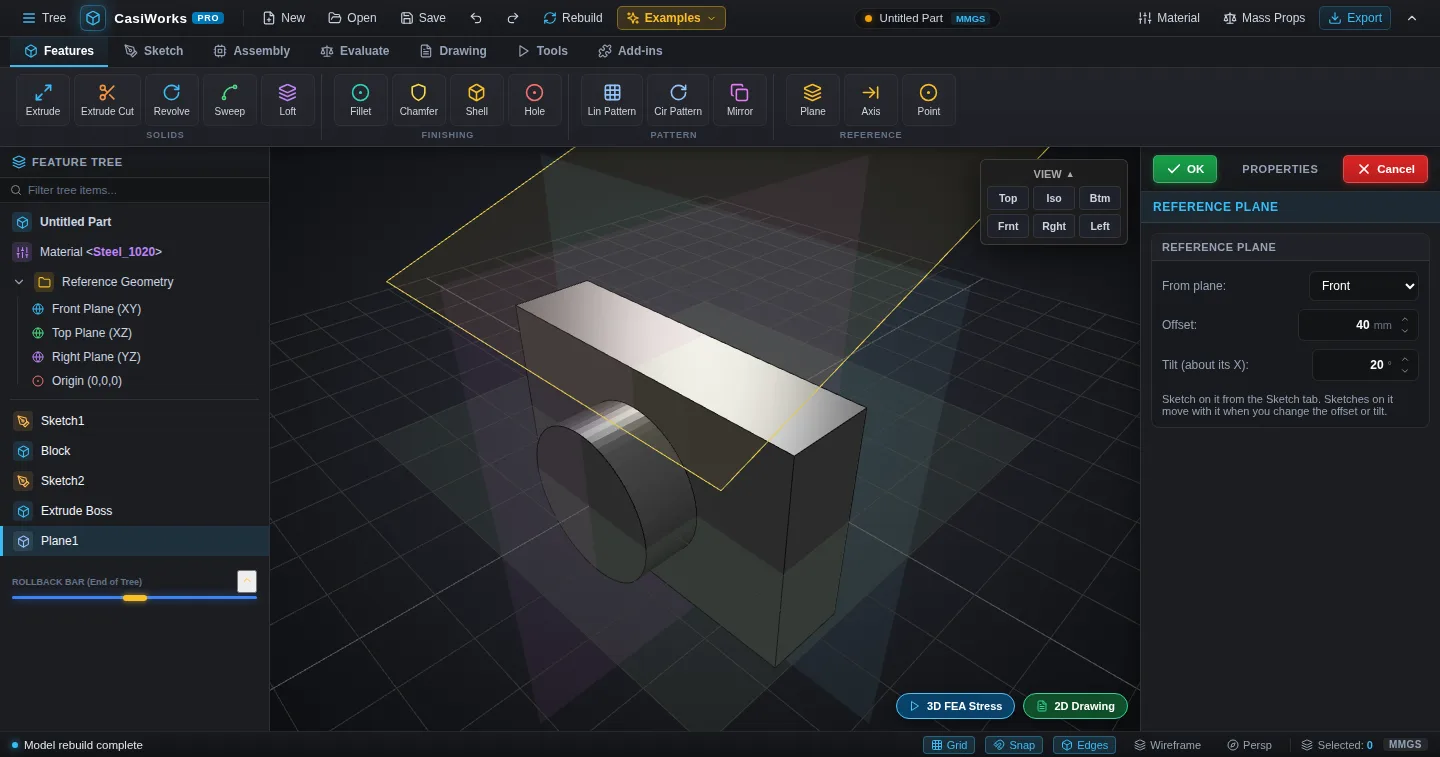 Tree CasiWorks PRO New Open Save Rebuild Examples Untitled Part MMGS Material Mass Props Export
Features Sketch Assembly Evaluate Drawing Tools Add-ins
Extrude Extrude Cut Revolve Sweep Loft Fillet Chamfer Shell Hole Lin Pattern Cir Pattern Mirror Plane Axis Point
SOLIDS FINISHING PATTERN REFERENCE
FEATURE TREE
Filter tree items...
Untitled Part
Material <Steel_1020>
Reference Geometry
Front Plane (XY)
Top Plane (XZ)
Right Plane (YZ)
Origin (0,0,0)
Sketch1
Block
Sketch2
Extrude Boss
Plane1
ROLLBACK BAR (End of Tree)
VIEW ▲
Top Iso Btm
Frnt Rght Left
3D FEA Stress 2D Drawing
OK PROPERTIES Cancel
REFERENCE PLANE
REFERENCE PLANE
From plane: Front
Offset: 40 mm
Tilt (about its X): 20 °
Sketch on it from the Sketch tab. Sketches on it
move with it when you change the offset or tilt.
Model rebuild complete Grid Snap Edges Wireframe Persp Selected: 0 MMGS